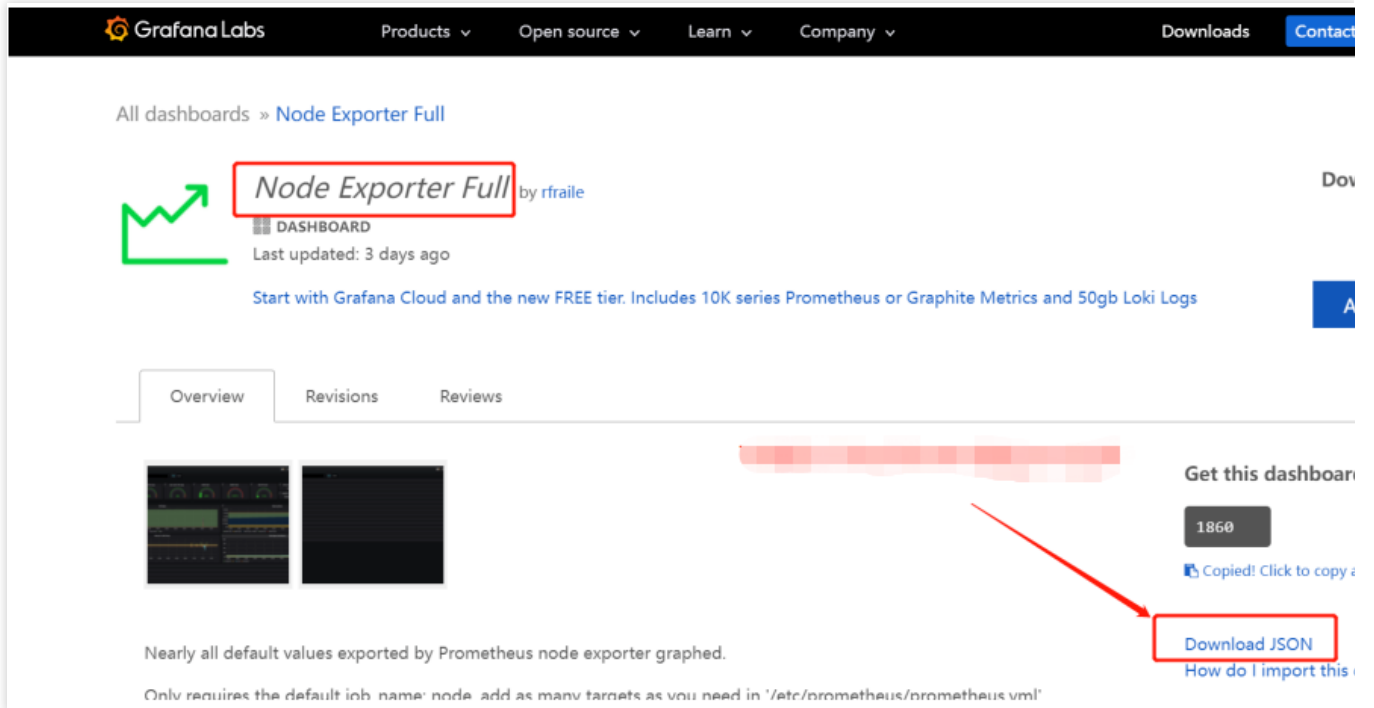 Grafana Labs Products Open source Learn Company Downloads Contact
All dashboards » Node Exporter Full
Node Exporter Full by rfraile
DASHBOARD
Last updated: 3 days ago
Start with Grafana Cloud and the new FREE tier. Includes 10K series Prometheus or Graphite Metrics and 50gb Loki Logs
Overview Revisions Reviews
Get this
1860
Copied! Click to copy
Download JSON
How do I import this
Nearly all default values exported by Prometheus node exporter graphed.
Only requires the default job_name: node, add as many targets as you need in '/etc/prometheus/prometheus.yml'